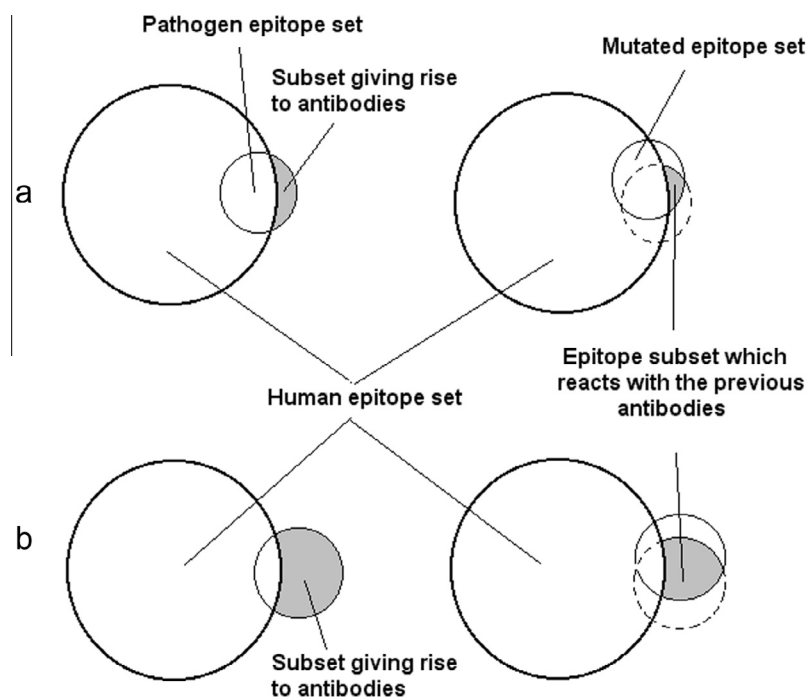 Pathogen epitope set
Subset giving rise
to antibodies
Mutated epitope set
a
Human epitope set
Epitope subset which
reacts with the previous
antibodies
b
Subset giving rise
to antibodies